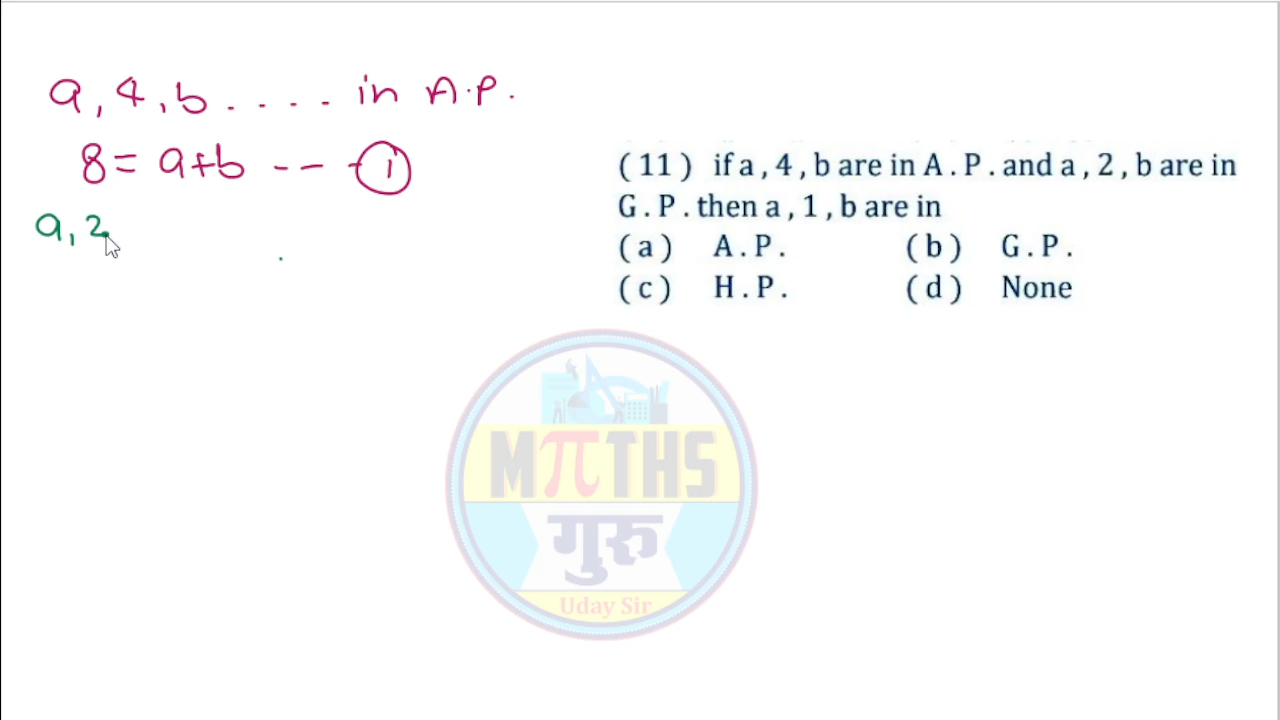 a, 4, b . . . . in A.P.
8 = a+b -- - ①
a, 2
( 11 ) if a , 4 , b are in A . P . and a , 2 , b are in
G . P . then a , 1 , b are in
( a ) A . P . ( b ) G . P .
( c ) H . P . ( d ) None
MπTHS
गुरु
Uday Sir